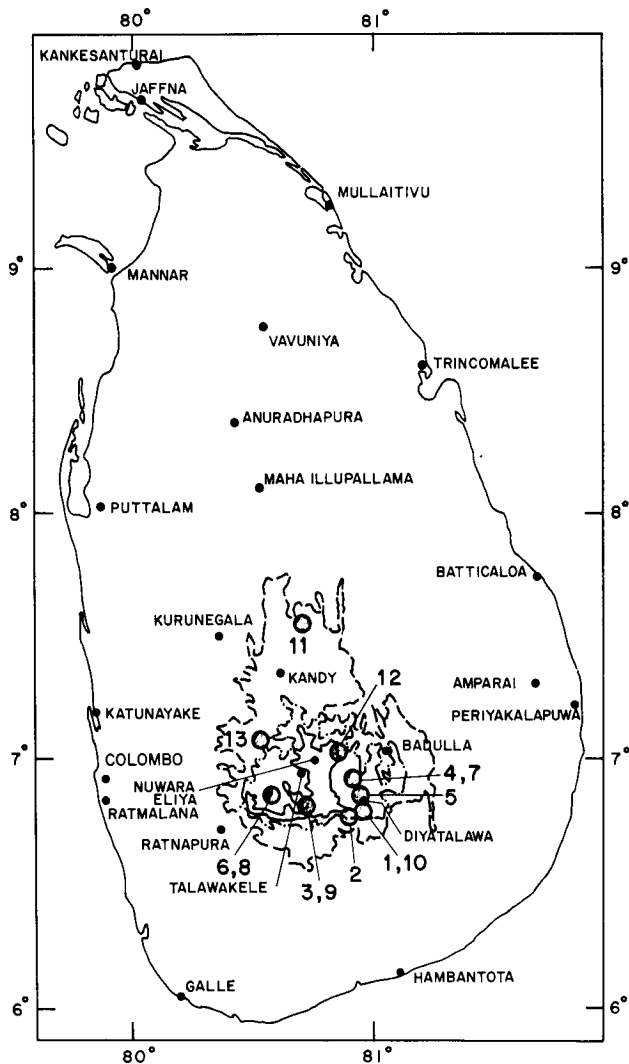 80° 81°
KANKESANTURAI
JAFFNA
MULLAITIVU
9° 9°
MANNAR
VAVUNIYA
TRINCOMALEE
ANURADHAPURA
MAHA ILLUPALLAMA
PUTTALAM
8° 8°
BATTICALOA
KURUNEGALA
11
KANDY
12
AMPARAI
PERIYAKALAPUWA
KATUNAYAKE
13
BADULLA
7° 7°
COLOMBO
4,7
NUWARA
ELIYA
5
RATMALANA
DIYATALAWA
RATNAPURA
1,10
6,8
2
TALAWAKELE
3,9
HAMBANTOTA
GALLE
6° 6°
80° 81°